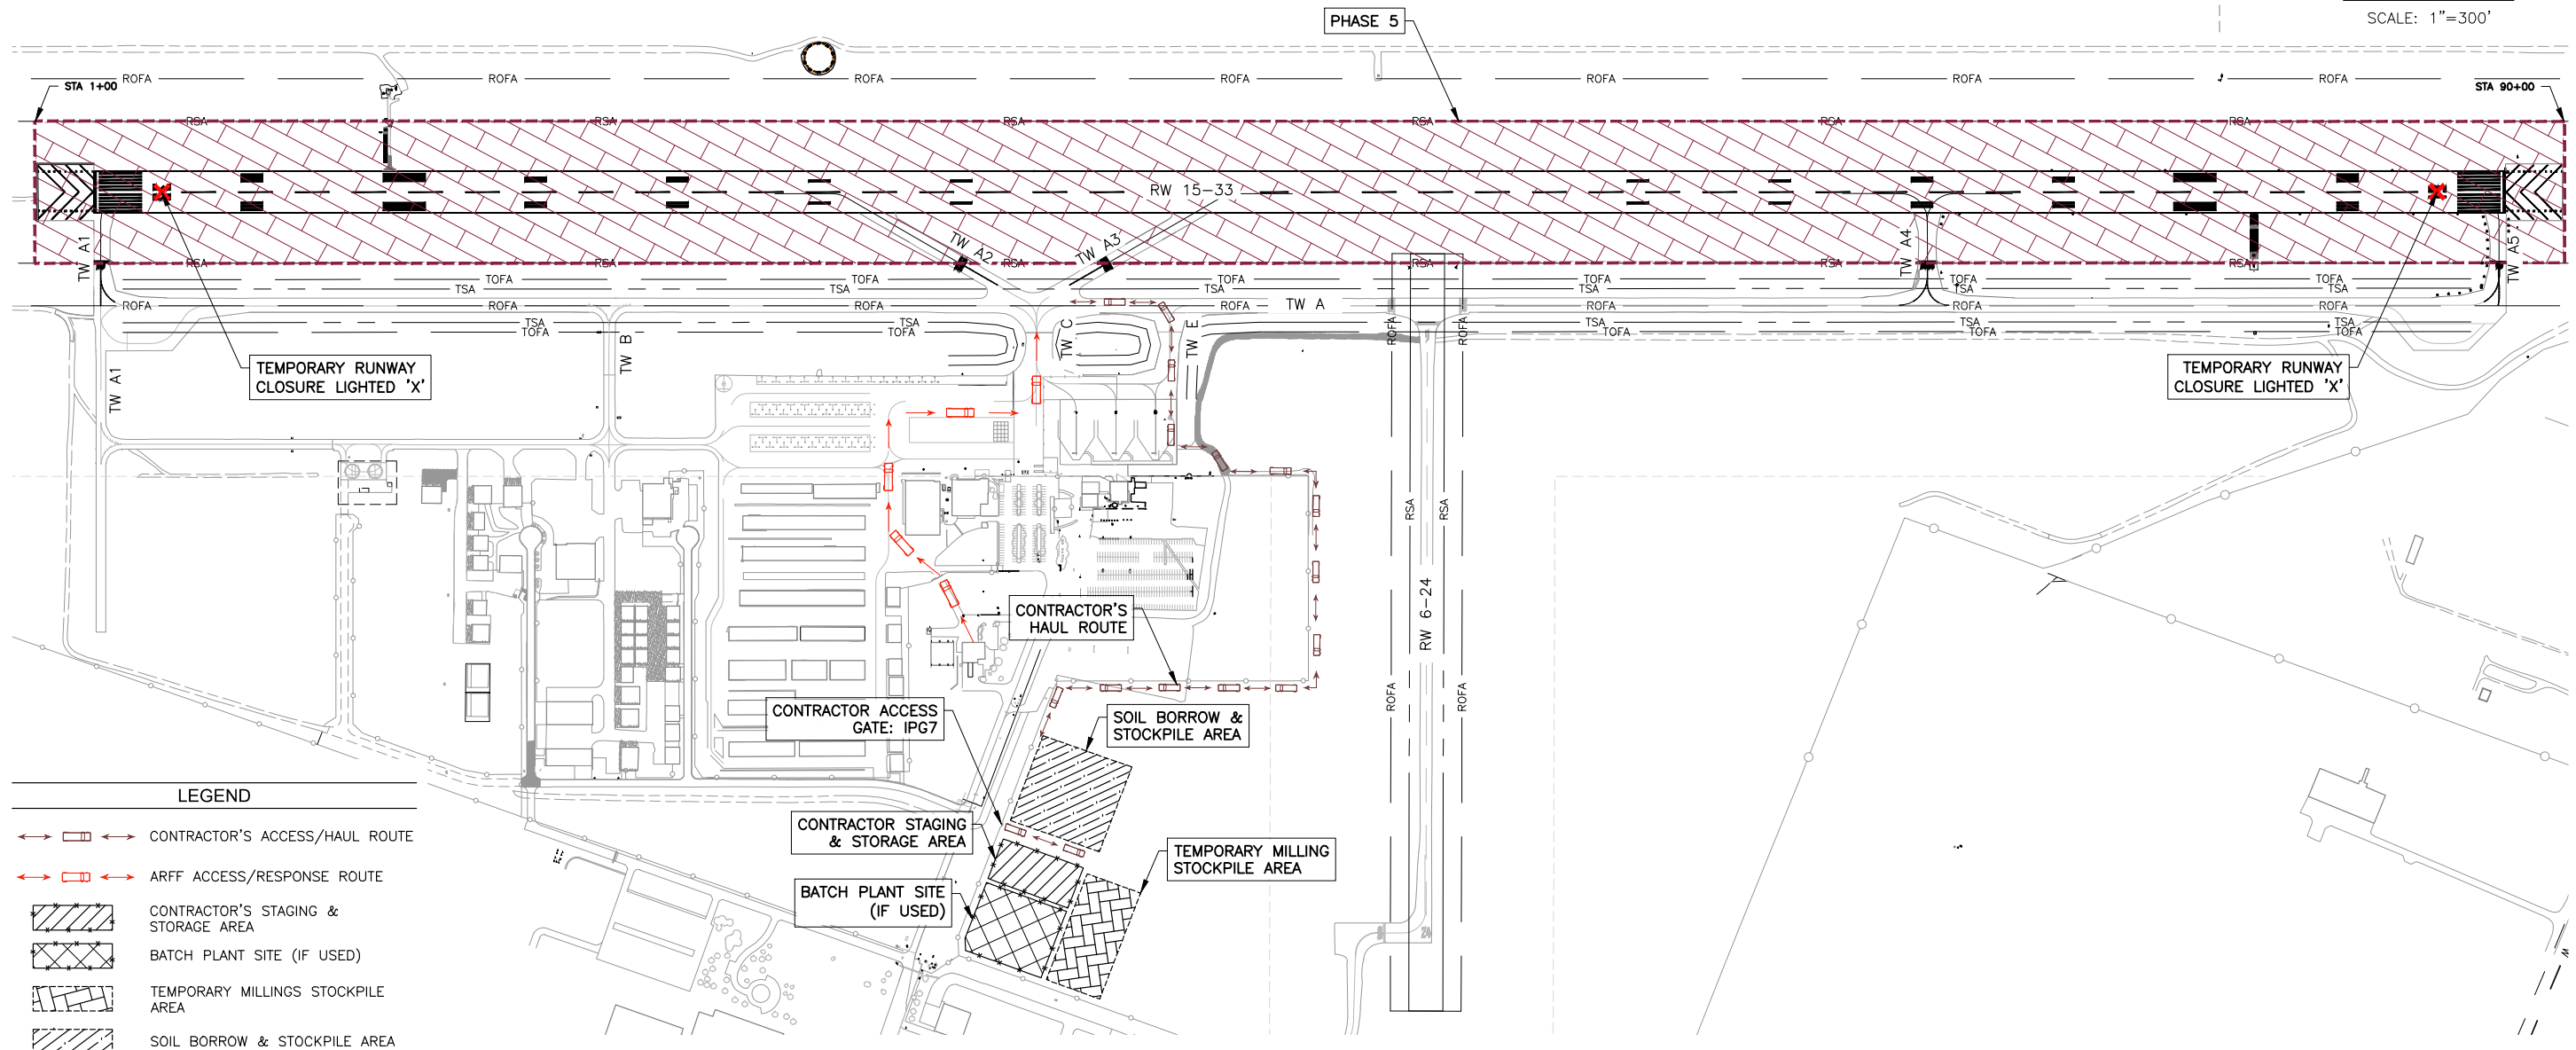 SCALE: 1"=300'
PHASE 5
ROFA ROFA ROFA ROFA ROFA ROFA ROFA
STA 1+00
STA 90+00
RSA RSA RSA RSA RSA RSA
RW 15-33
TW A1
TW A2
TW A3
TW A4
TW A5
RSA RSA RSA RSA RSA RSA
TOFA TOFA TOFA TOFA TOFA TOFA TOFA
TSA TSA TSA TSA TSA TSA
ROFA ROFA ROFA ROFA TW A ROFA ROFA ROFA
TSA TSA TSA TSA TSA
TOFA TOFA TOFA TOFA TOFA
TW A1
TW B
TW C
TW E
ROFA
ROFA
TEMPORARY RUNWAY
CLOSURE LIGHTED 'X'
TEMPORARY RUNWAY
CLOSURE LIGHTED 'X'
RSA
RSA
RW 6-24
ROFA
ROFA
CONTRACTOR'S
HAUL ROUTE
CONTRACTOR ACCESS
GATE: IPG7
SOIL BORROW &
STOCKPILE AREA
CONTRACTOR STAGING
& STORAGE AREA
TEMPORARY MILLING
STOCKPILE AREA
BATCH PLANT SITE
(IF USED)
LEGEND
CONTRACTOR'S ACCESS/HAUL ROUTE
ARFF ACCESS/RESPONSE ROUTE
CONTRACTOR'S STAGING &
STORAGE AREA
BATCH PLANT SITE (IF USED)
TEMPORARY MILLINGS STOCKPILE
AREA
SOIL BORROW & STOCKPILE AREA